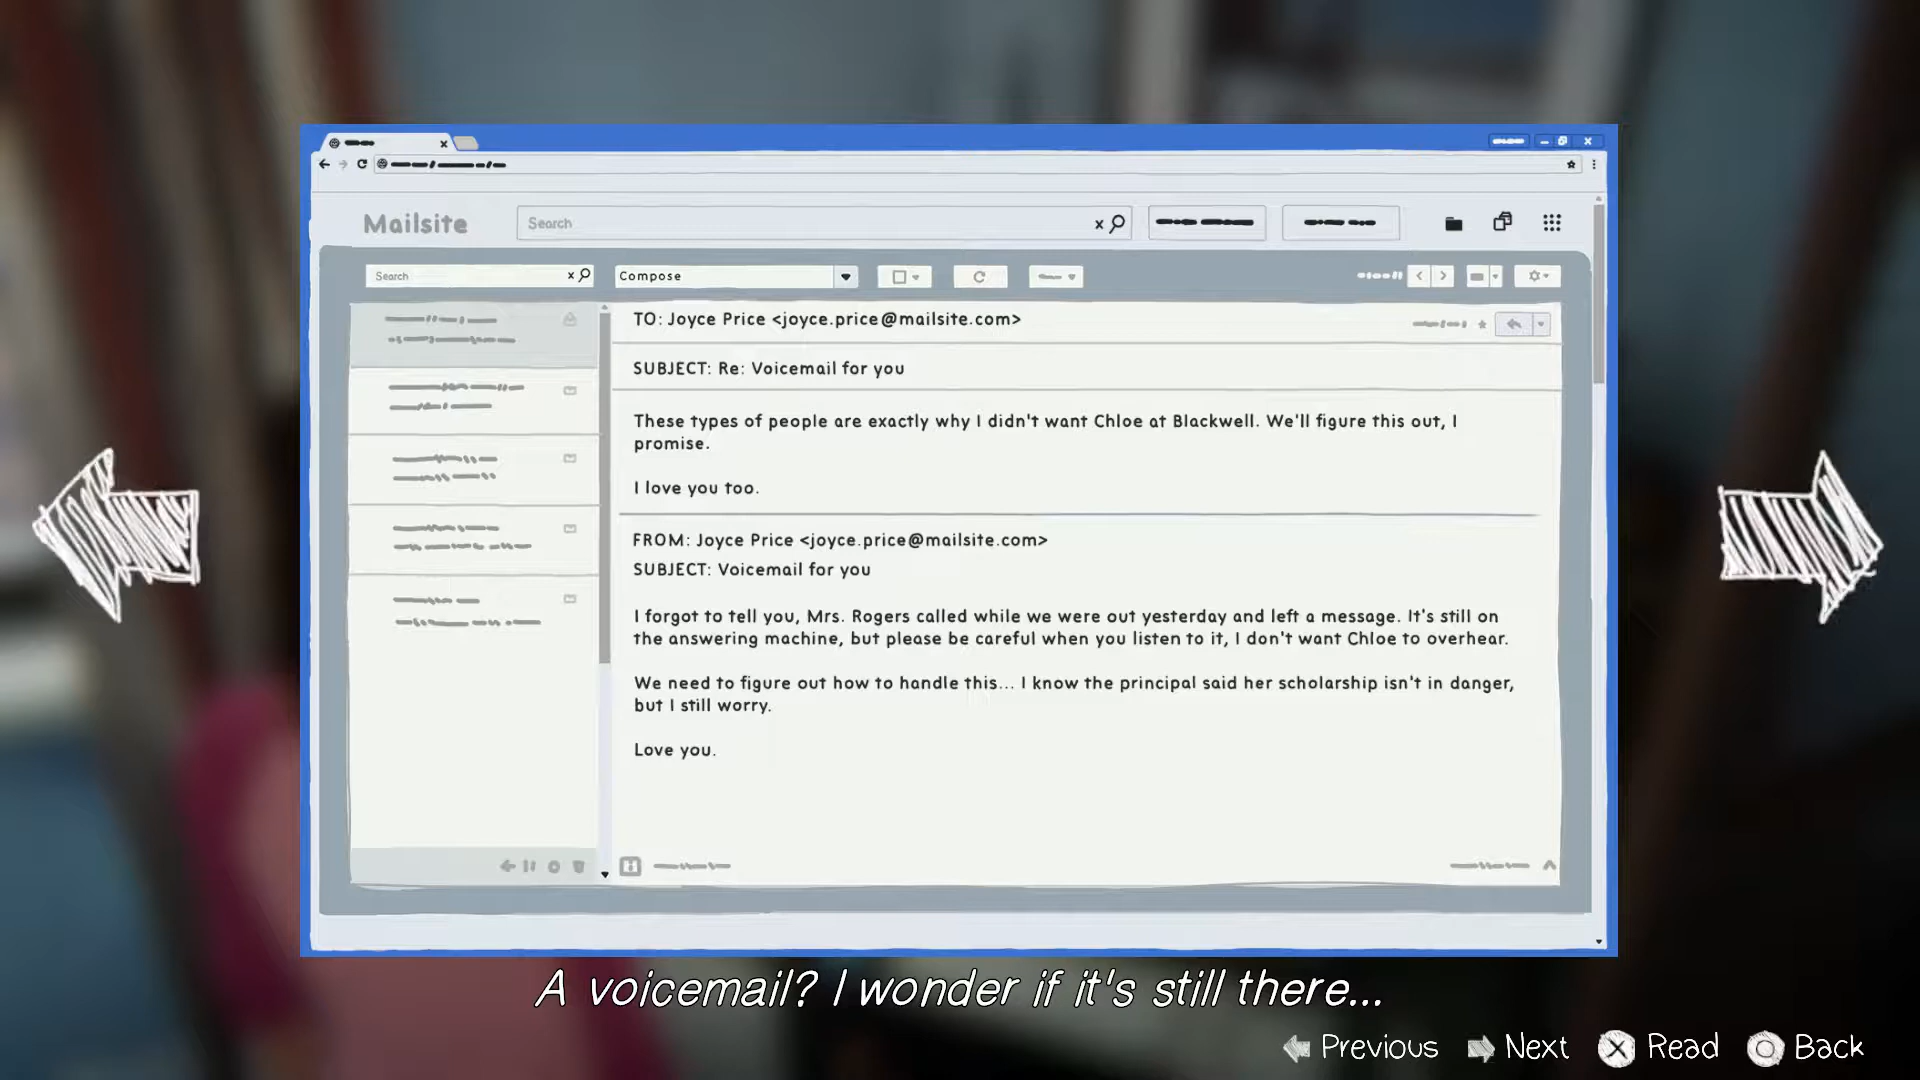 Mailsite
Search
Search
Compose
TO: Joyce Price <joyce.price@mailsite.com>
SUBJECT: Re: Voicemail for you
These types of people are exactly why I didn't want Chloe at Blackwell. We'll figure this out, I
promise.
I love you too.
FROM: Joyce Price <joyce.price@mailsite.com>
SUBJECT: Voicemail for you
I forgot to tell you, Mrs. Rogers called while we were out yesterday and left a message. It's still on
the answering machine, but please be careful when you listen to it, I don't want Chloe to overhear.
We need to figure out how to handle this... I know the principal said her scholarship isn't in danger,
but I still worry.
Love you.
A voicemail? I wonder if it's still there...
Previous Next Read Back